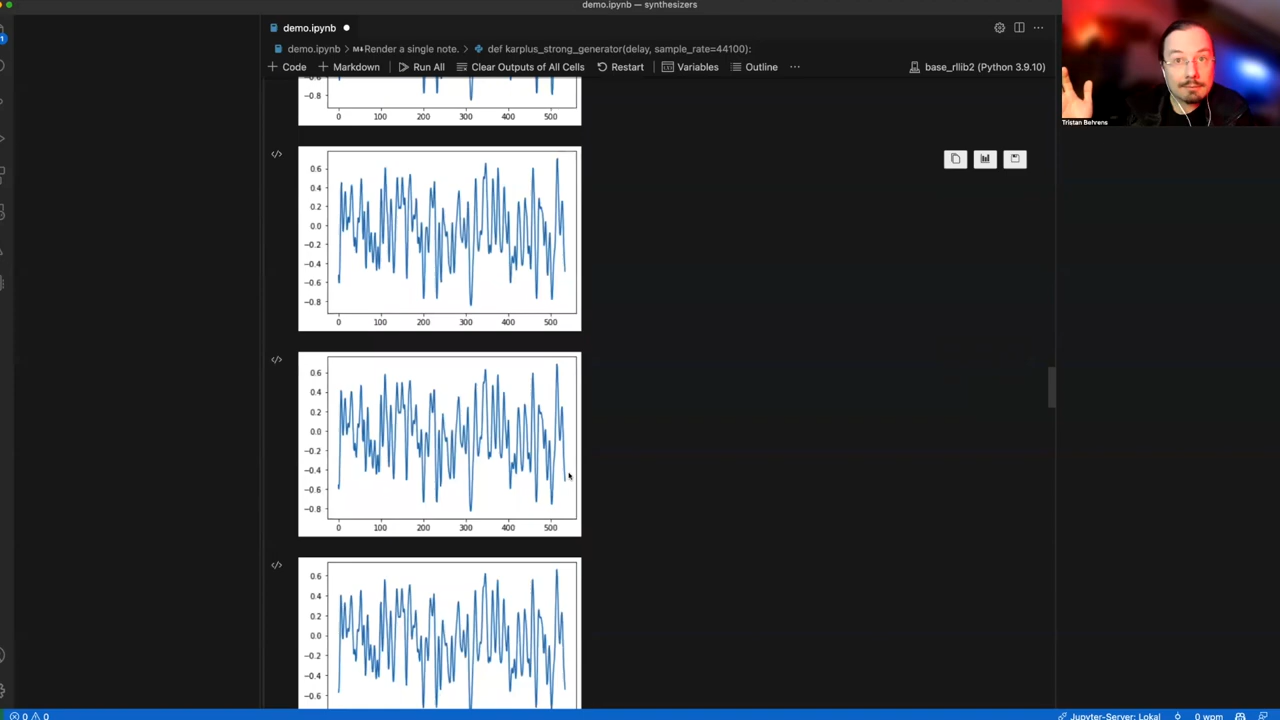 demo.ipynb — synthesizers
demo.ipynb
demo.ipynb > M↓Render a single note. > def karplus_strong_generator(delay, sample_rate=44100):
+ Code + Markdown Run All Clear Outputs of All Cells Restart Variables Outline ··· base_rllib2 (Python 3.9.10)
1
Tristan Behrens
−0.8
0 100 200 300 400 500
0.6
0.4
0.2
0.0
−0.2
−0.4
−0.6
−0.8
0 100 200 300 400 500
0.6
0.4
0.2
0.0
−0.2
−0.4
−0.6
−0.8
0 100 200 300 400 500
0.6
0.4
0.2
0.0
−0.2
−0.4
−0.6
0 0 Jupyter-Server: Lokal 0 wpm